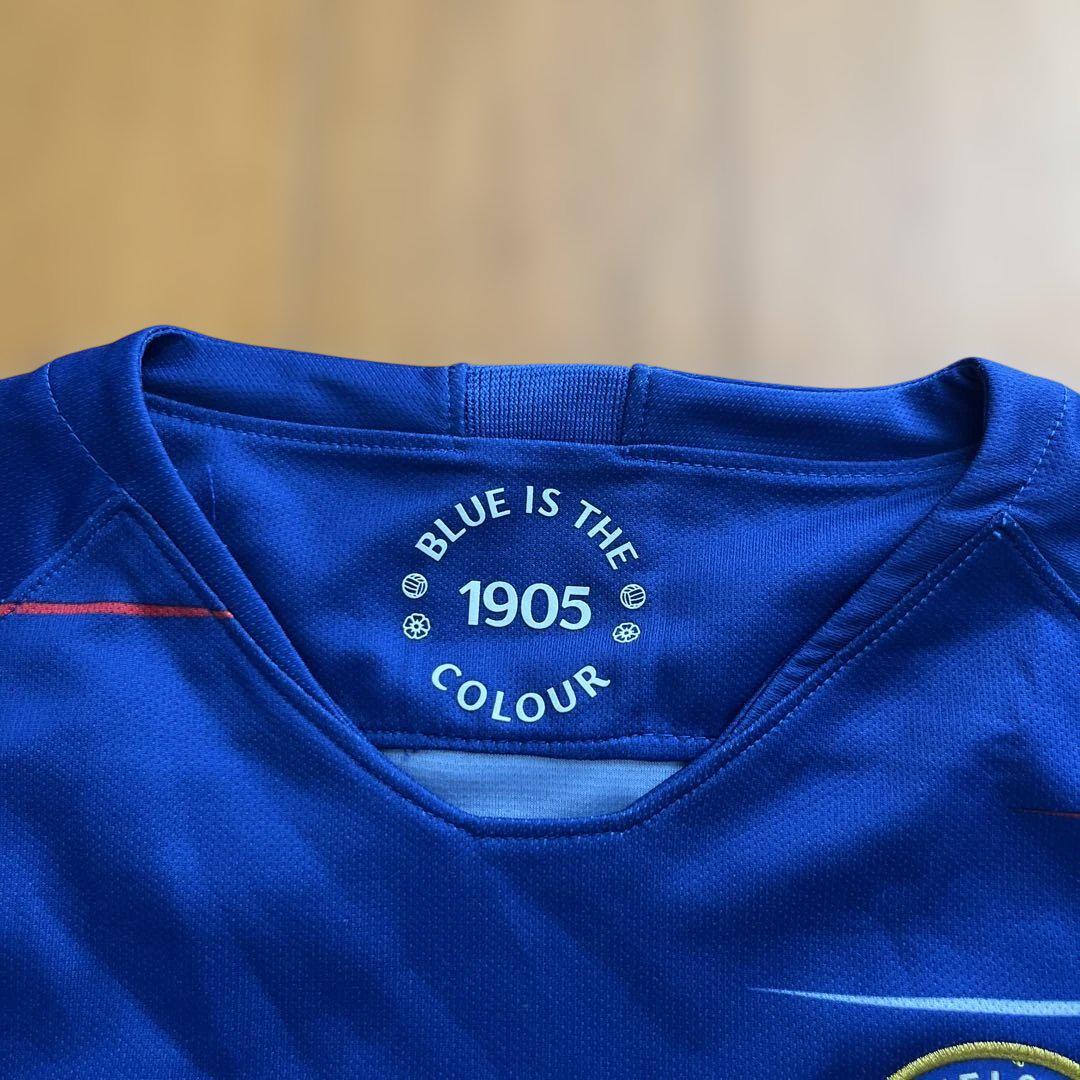 BLUE IS THE
1905
COLOUR